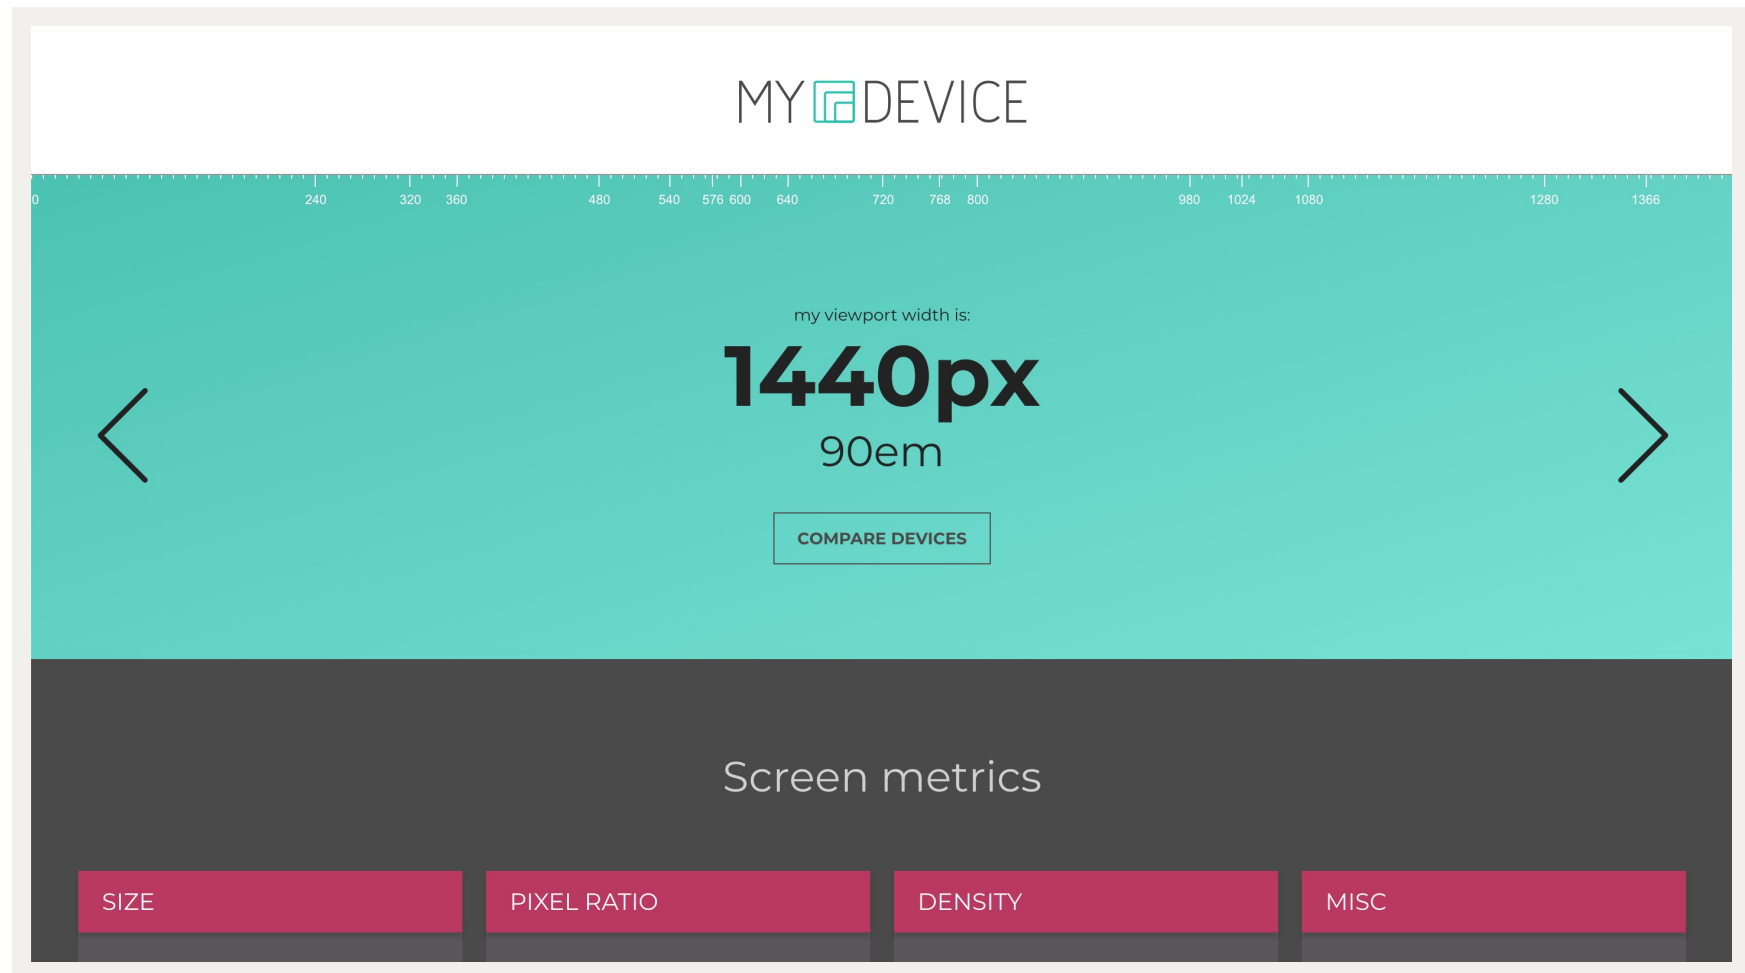 MY DEVICE
0 240 320 360 480 540 576 600 640 720 768 800 980 1024 1080 1280 1366
my viewport width is:
1440px
90em
COMPARE DEVICES
Screen metrics
SIZE PIXEL RATIO DENSITY MISC